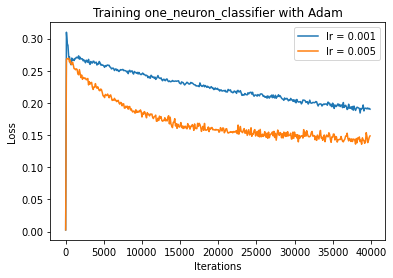 Training one_neuron_classifier with Adam
lr = 0.001
lr = 0.005
Loss
0.30
0.25
0.20
0.15
0.10
0.05
0.00
0 5000 10000 15000 20000 25000 30000 35000 40000
Iterations